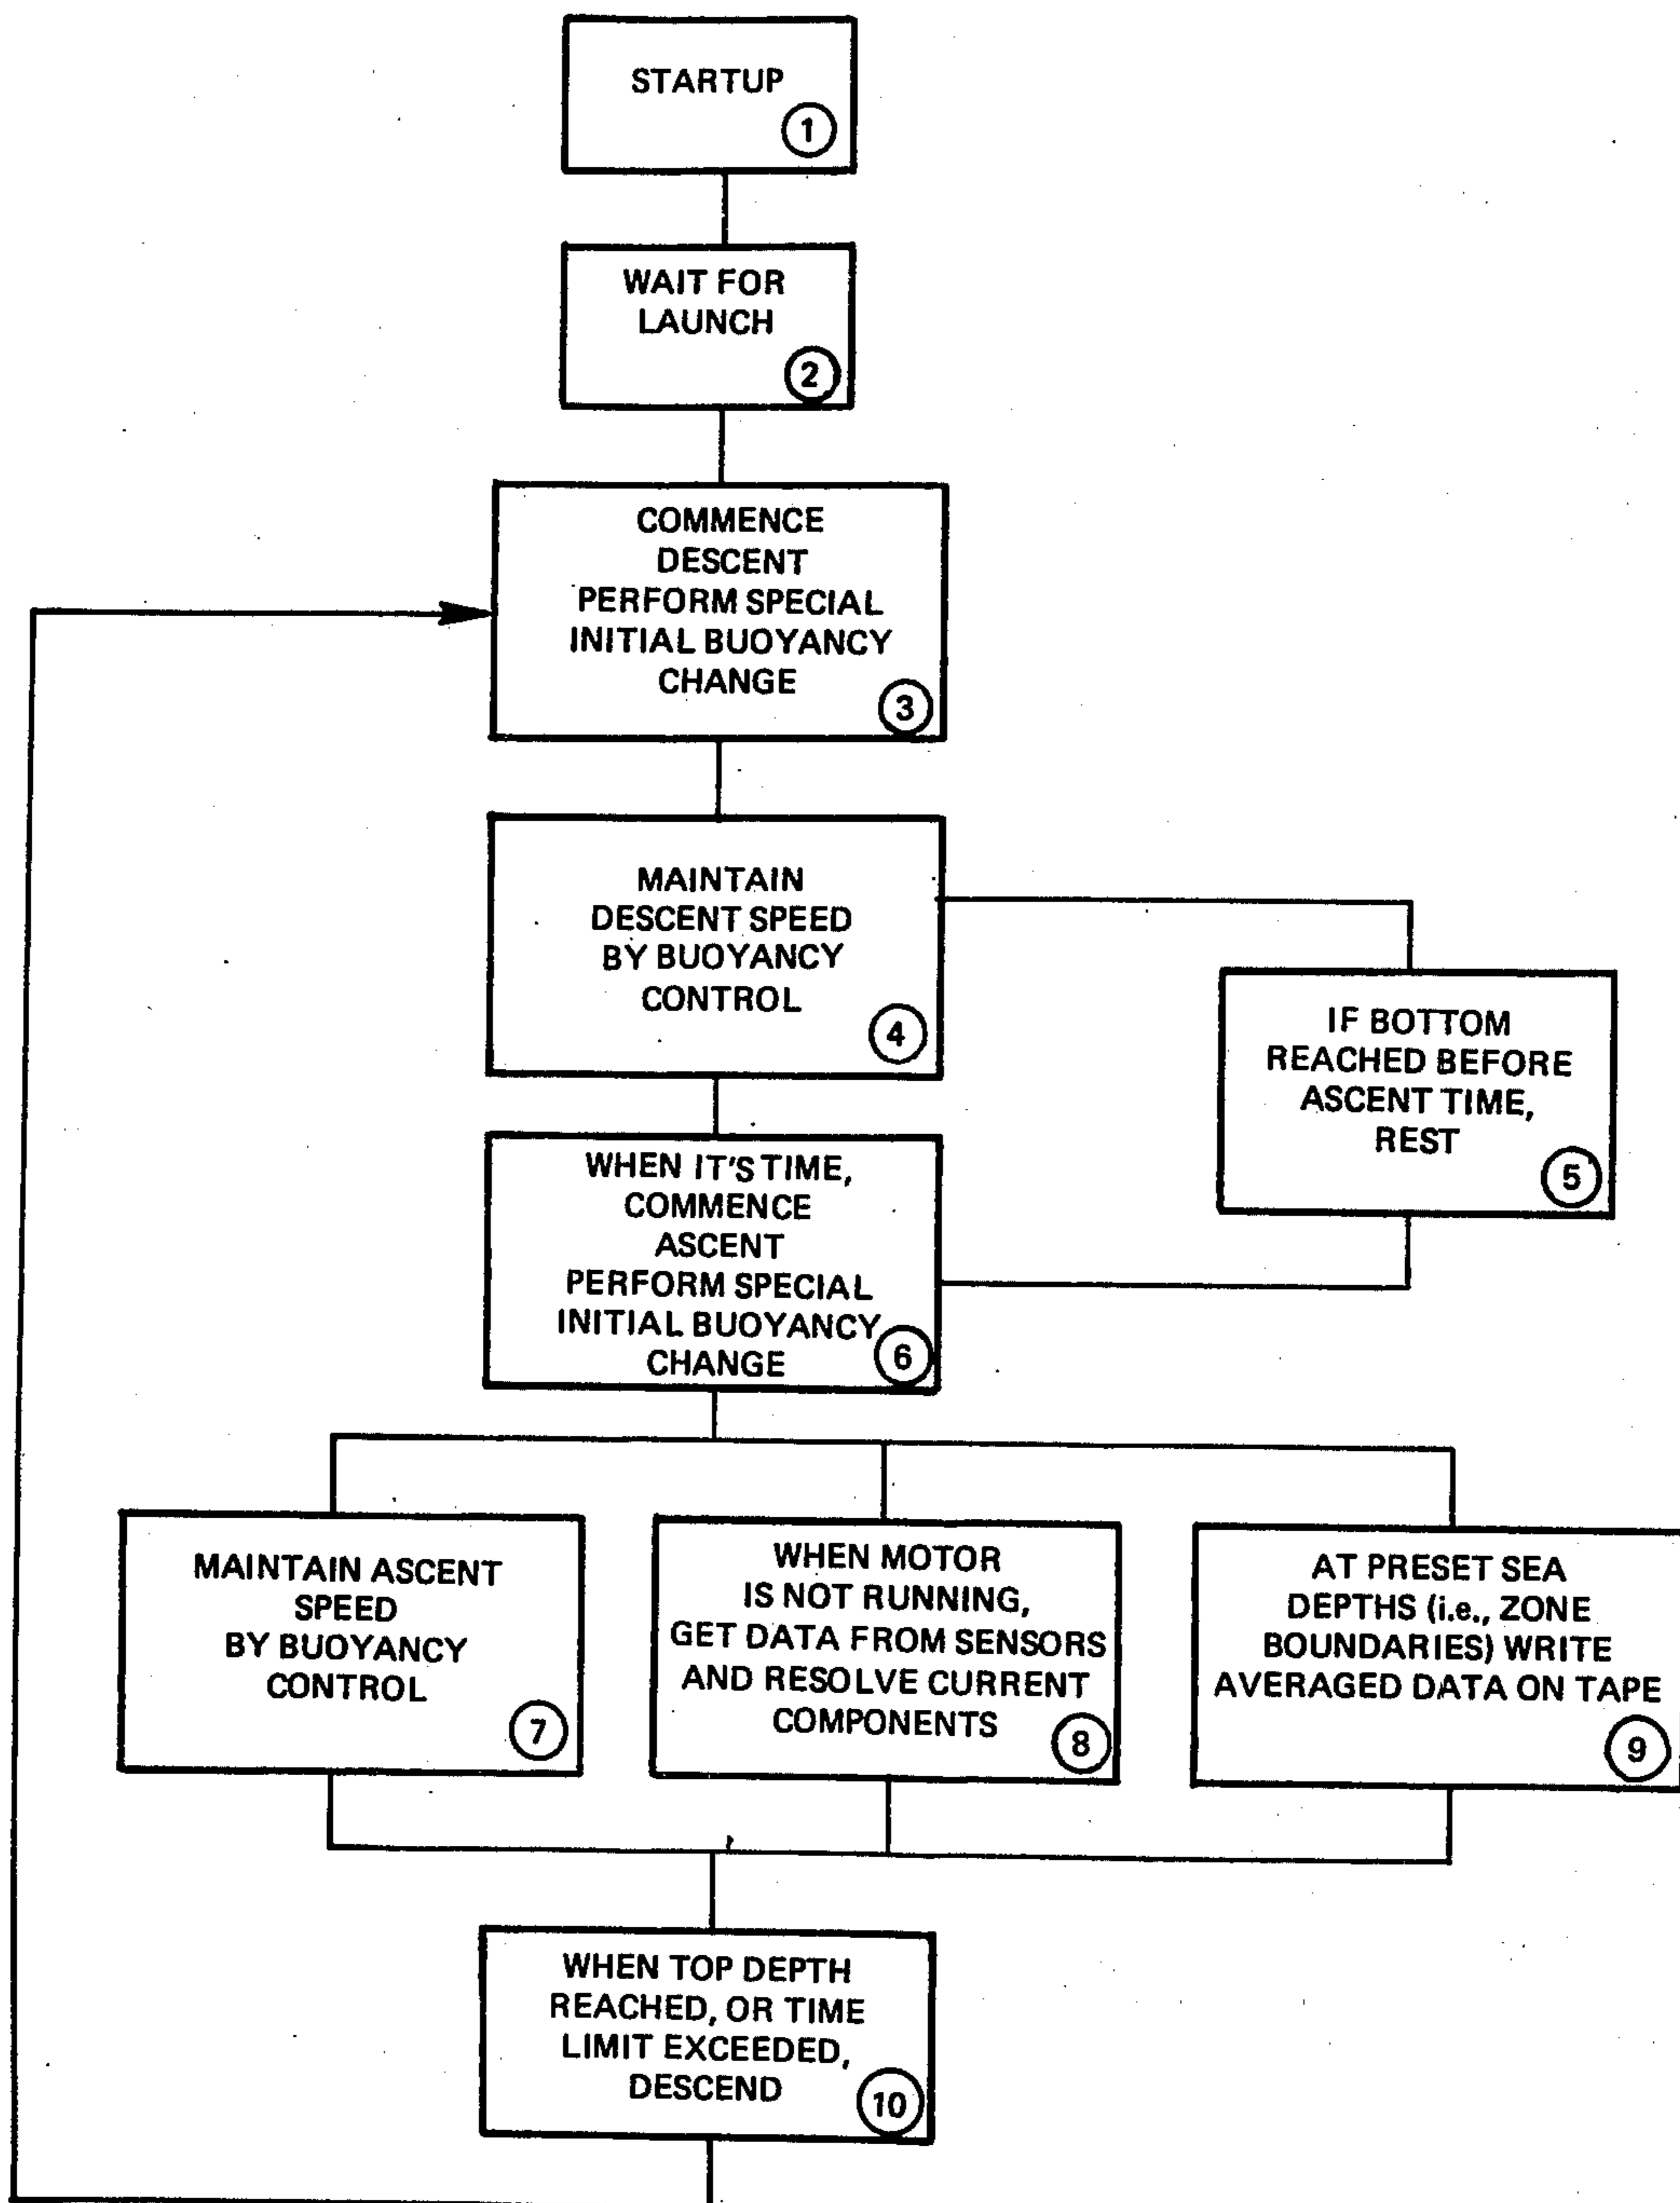 STARTUP
1
WAIT FOR
LAUNCH
2
COMMENCE
DESCENT
PERFORM SPECIAL
INITIAL BUOYANCY
CHANGE
3
MAINTAIN
DESCENT SPEED
BY BUOYANCY
CONTROL
4
IF BOTTOM
REACHED BEFORE
ASCENT TIME,
REST
5
WHEN IT'S TIME,
COMMENCE
ASCENT
PERFORM SPECIAL
INITIAL BUOYANCY
CHANGE
6
MAINTAIN ASCENT
SPEED
BY BUOYANCY
CONTROL
7
WHEN MOTOR
IS NOT RUNNING,
GET DATA FROM SENSORS
AND RESOLVE CURRENT
COMPONENTS
8
AT PRESET SEA
DEPTHS (i.e., ZONE
BOUNDARIES) WRITE
AVERAGED DATA ON TAPE
9
WHEN TOP DEPTH
REACHED, OR TIME
LIMIT EXCEEDED,
DESCEND
10